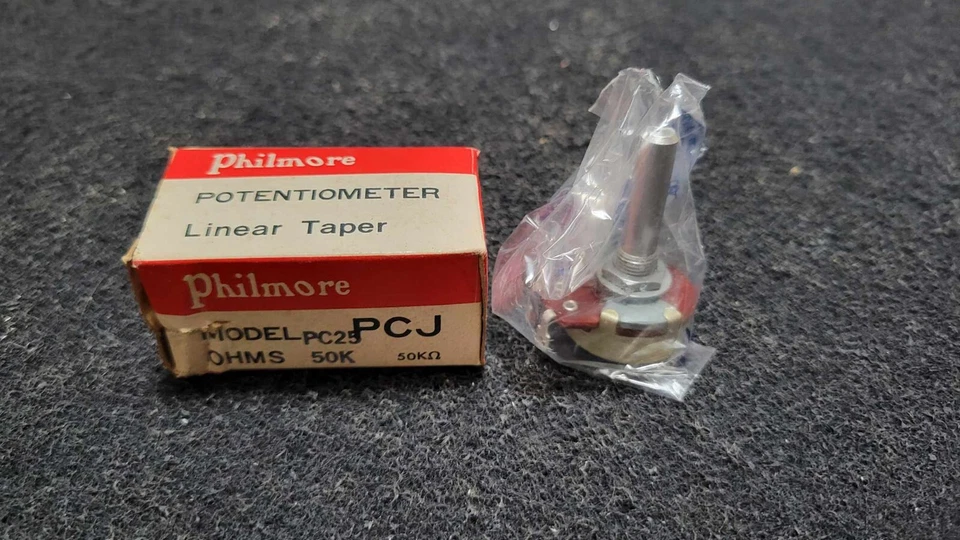 Philmore
POTENTIOMETER
Linear Taper
Philmore
MODEL PC25 PCJ
OHMS 50K 50KΩ